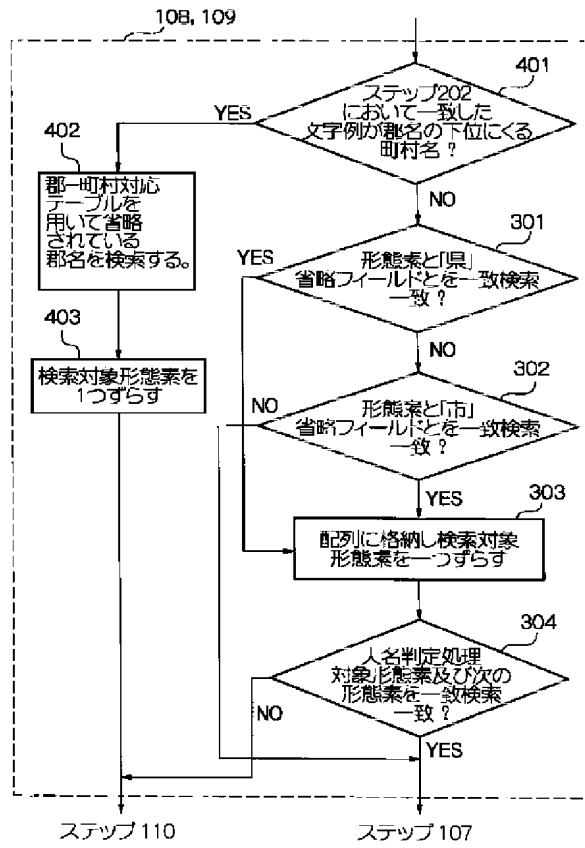 108, 109
401
ステップ202
において一致した
文字例が郡名の下位にくる
町村名？
YES
NO
402
郡−町村対応
テーブルを
用いて省略
されている
郡名を検索する。
301
形態素と「県」
省略フィールドとを一致検索
一致？
YES
NO
403
検索対象形態素を
1つずらす
302
形態案と「市」
省略フィールドとを一致検索
一致？
NO
YES
303
配列に格納し検索対象
形態素を一つずらす
304
人名判定処理
対象形態素及び次の
形態素を一致検索
一致？
NO
YES
ステップ110
ステップ107